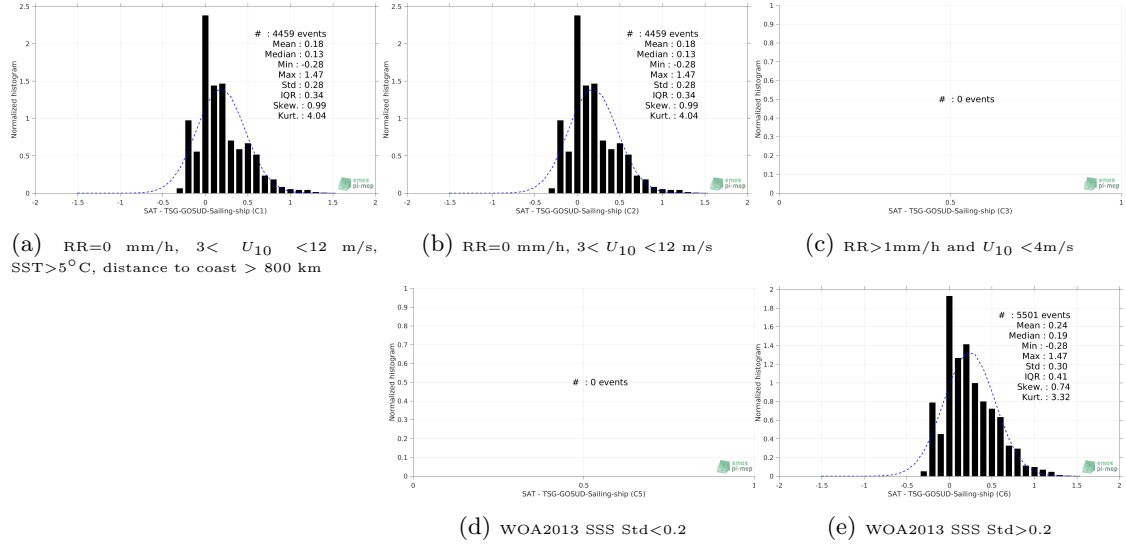 2.5
2
1.5
1
0.5
0
-2 -1.5 -1 -0.5 0 0.5 1 1.5 2
Normalized histogram
SAT - TSG-GOSUD-Sailing-ship (C1)
# : 4459 events
Mean : 0.18
Median : 0.13
Min : -0.28
Max : 1.47
Std : 0.28
IQR : 0.34
Skew. : 0.99
Kurt. : 4.04
smos
pi-mep
(a) RR=0 mm/h, 3< U10 <12 m/s,
SST>5°C, distance to coast > 800 km
2.5
2
1.5
1
0.5
0
-2 -1.5 -1 -0.5 0 0.5 1 1.5 2
Normalized histogram
SAT - TSG-GOSUD-Sailing-ship (C2)
# : 4459 events
Mean : 0.18
Median : 0.13
Min : -0.28
Max : 1.47
Std : 0.28
IQR : 0.34
Skew. : 0.99
Kurt. : 4.04
smos
pi-mep
(b) RR=0 mm/h, 3< U10 <12 m/s
1
0.9
0.8
0.7
0.6
0.5
0.4
0.3
0.2
0.1
0
0 0.5 1
Normalized histogram
SAT - TSG-GOSUD-Sailing-ship (C3)
# : 0 events
smos
pi-mep
(c) RR>1mm/h and U10 <4m/s
1
0.9
0.8
0.7
0.6
0.5
0.4
0.3
0.2
0.1
0
0 0.5 1
Normalized histogram
SAT - TSG-GOSUD-Sailing-ship (C5)
# : 0 events
smos
pi-mep
(d) WOA2013 SSS Std<0.2
2
1.8
1.6
1.4
1.2
1
0.8
0.6
0.4
0.2
0
-2 -1.5 -1 -0.5 0 0.5 1 1.5 2
Normalized histogram
SAT - TSG-GOSUD-Sailing-ship (C6)
# : 5501 events
Mean : 0.24
Median : 0.19
Min : -0.28
Max : 1.47
Std : 0.30
IQR : 0.41
Skew. : 0.74
Kurt. : 3.32
smos
pi-mep
(e) WOA2013 SSS Std>0.2